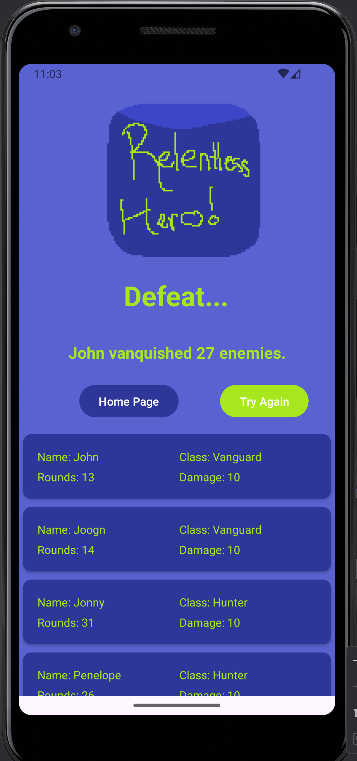 11:03
Relentless
Hero!
Defeat...
John vanquished 27 enemies.
Home Page Try Again
Name: John Class: Vanguard
Rounds: 13 Damage: 10
Name: Joogn Class: Vanguard
Rounds: 14 Damage: 10
Name: Jonny Class: Hunter
Rounds: 31 Damage: 10
Name: Penelope Class: Hunter
Rounds: 26 Damage: 10